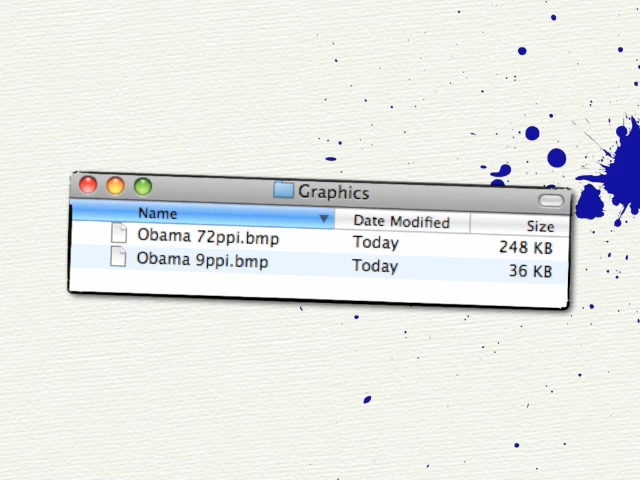 Graphics
Name Date Modified Size
Obama 72ppi.bmp Today 248 KB
Obama 9ppi.bmp Today 36 KB